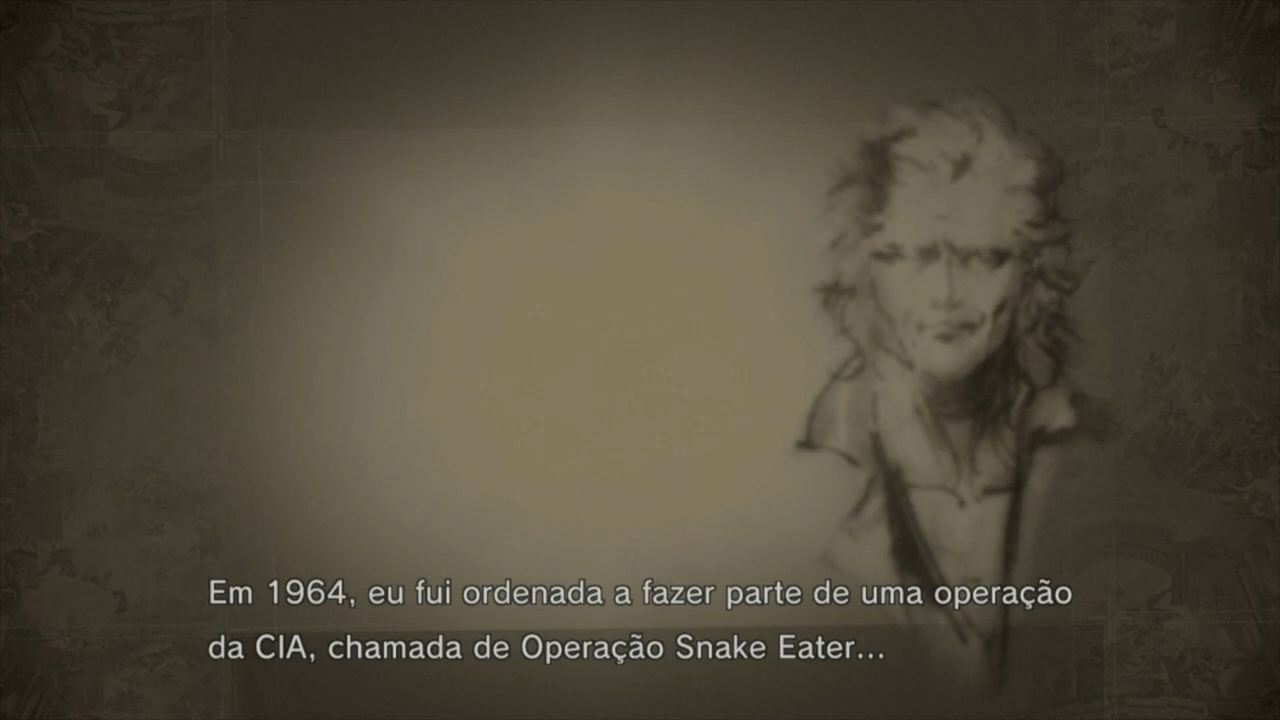 Em 1964, eu fui ordenada a fazer parte de uma operação
da CIA, chamada de Operação Snake Eater...